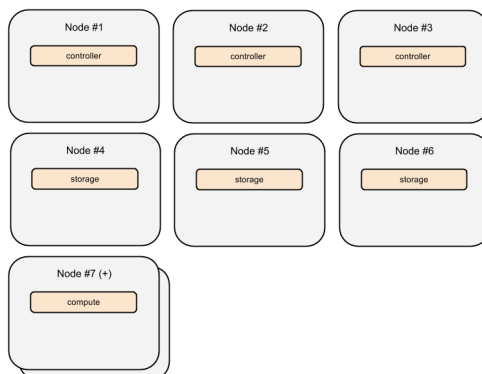 Node #1
controller
Node #2
controller
Node #3
controller
Node #4
storage
Node #5
storage
Node #6
storage
Node #7 (+)
compute